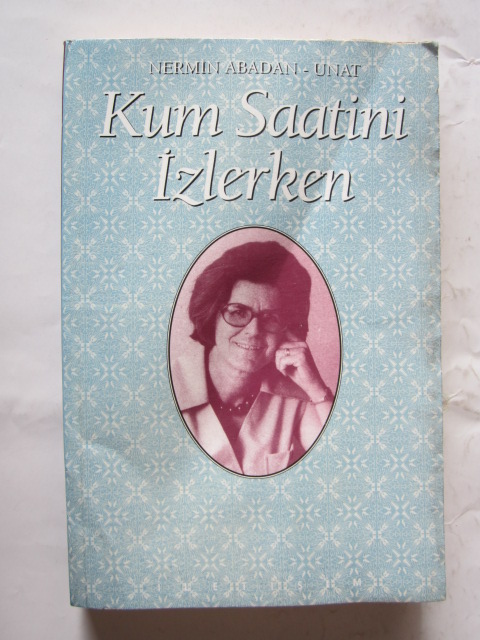 NERMİN ABADAN - UNAT
Kum Saatini
İzlerken